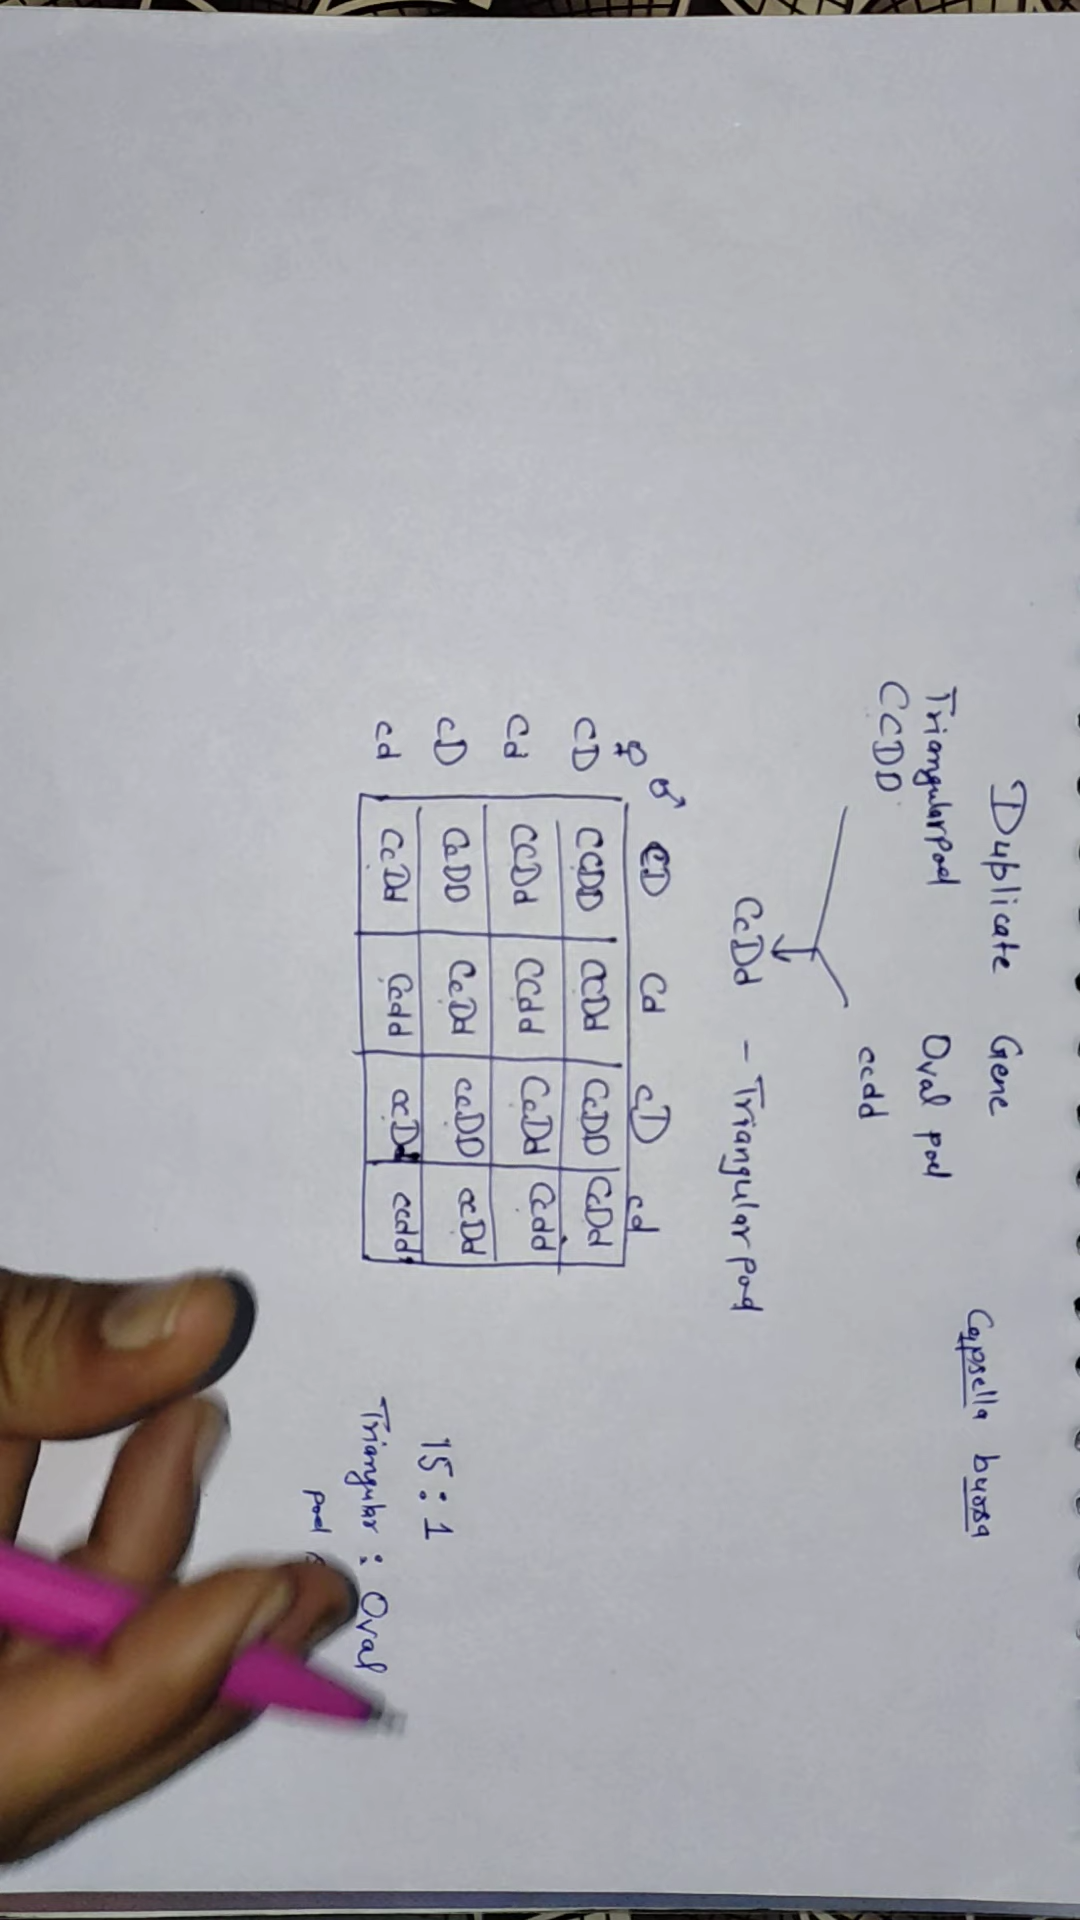 Duplicate Gene
Capsella bursa
Triangular pod Oval pod
CCDD ccdd
CcDd - Triangular pod
♂ CD Cd cD cd
♀
CD CCDD CCDd CcDD CcDd
Cd CCDd CCdd CcDd Ccdd
cD CcDD CcDd ccDD ccDd
cd CcDd Ccdd ccDd ccdd
15 : 1
Triangular : Oval
pod